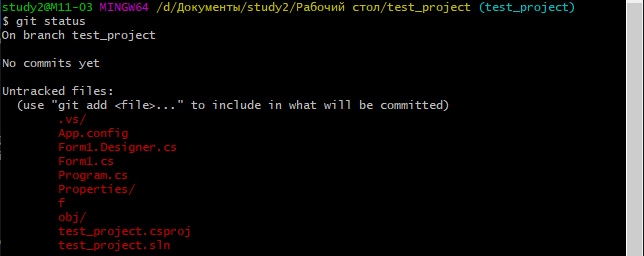 study2@M11-03 MINGW64 /d/Документы/study2/Рабочий стол/test_project (test_project)
$ git status
On branch test_project

No commits yet

Untracked files:
  (use "git add <file>..." to include in what will be committed)
        .vs/
        App.config
        Form1.Designer.cs
        Form1.cs
        Program.cs
        Properties/
        f
        obj/
        test_project.csproj
        test_project.sln